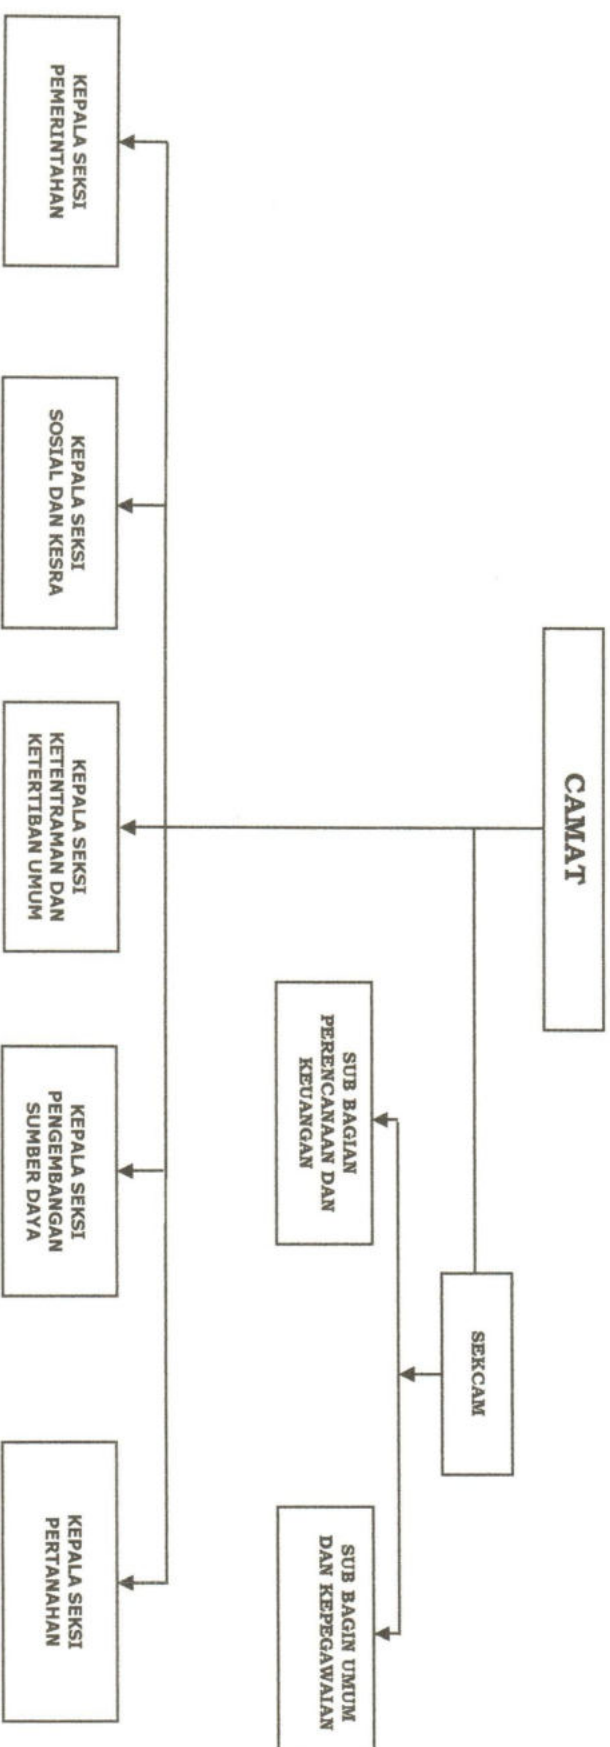 CAMAT
SEKCAM
SUB BAGIAN
PERENCANAAN DAN
KEUANGAN
SUB BAGIN UMUM
DAN KEPEGAWAIAN
KEPALA SEKSI
PEMERINTAHAN
KEPALA SEKSI
SOSIAL DAN KESRA
KEPALA SEKSI
KETENTRAMAN DAN
KETERTIBAN UMUM
KEPALA SEKSI
PENGEMBANGAN
SUMBER DAYA
KEPALA SEKSI
PERTANAHAN